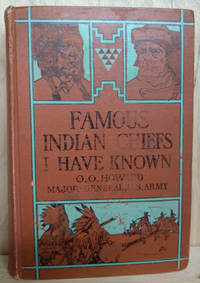 FAMOUS
INDIAN CHIEFS
I HAVE KNOWN
O.O. HOWARD
MAJOR-GENERAL, U.S. ARMY